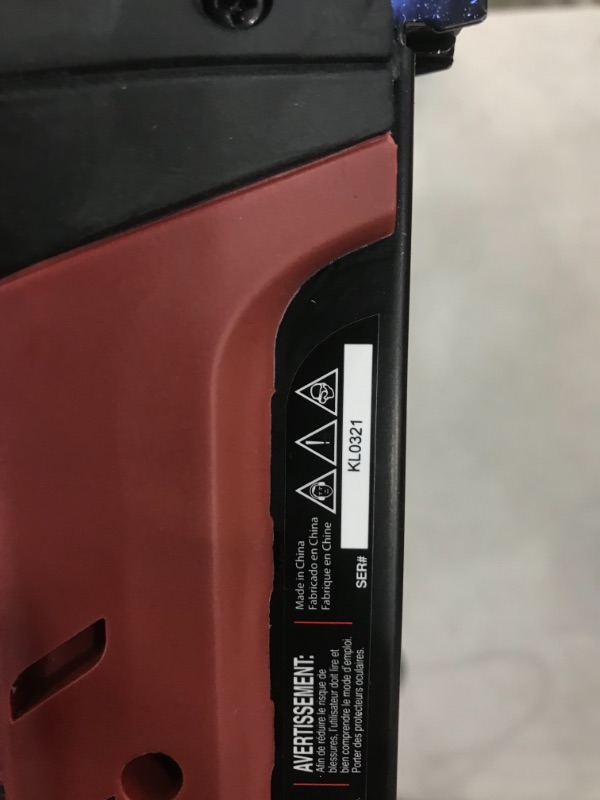 AVERTISSEMENT:
· Afin de réduire le risque de
blessures, l'utilisateur doit lire et
bien comprendre le mode d'emploi.
Porter des protecteurs oculaires.
Made in China
Fabricado en China
Fabrique en Chine
SER#
KL0321